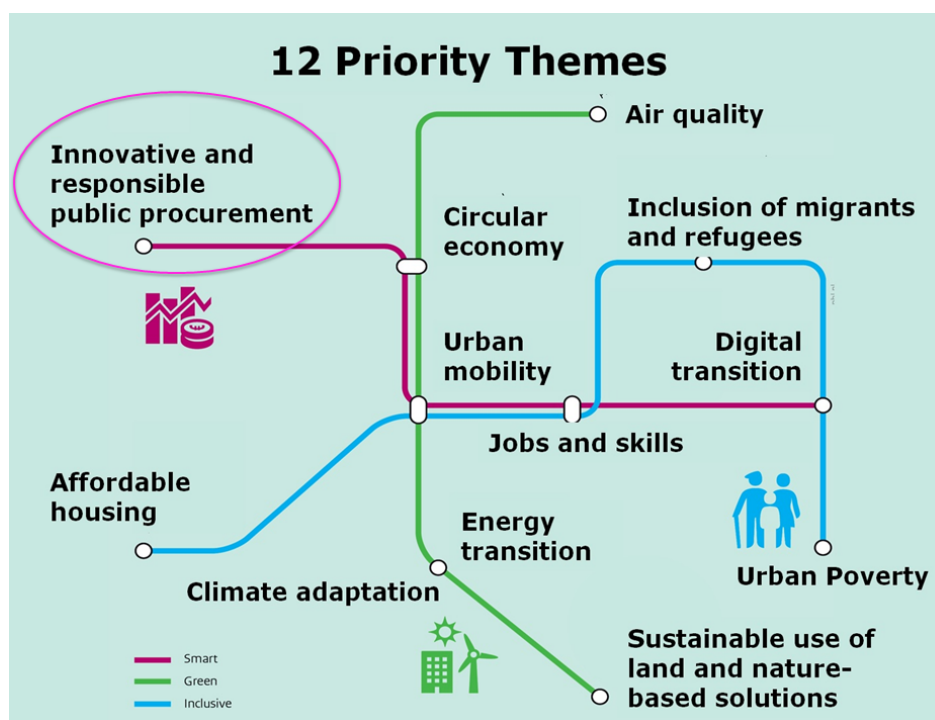 12 Priority Themes
Air quality
Innovative and
responsible
public procurement
Circular
economy
Inclusion of migrants
and refugees
Urban
mobility
Digital
transition
Jobs and skills
Affordable
housing
Energy
transition
Climate adaptation
Urban Poverty
Sustainable use of
land and nature-
based solutions
Smart
Green
Inclusive